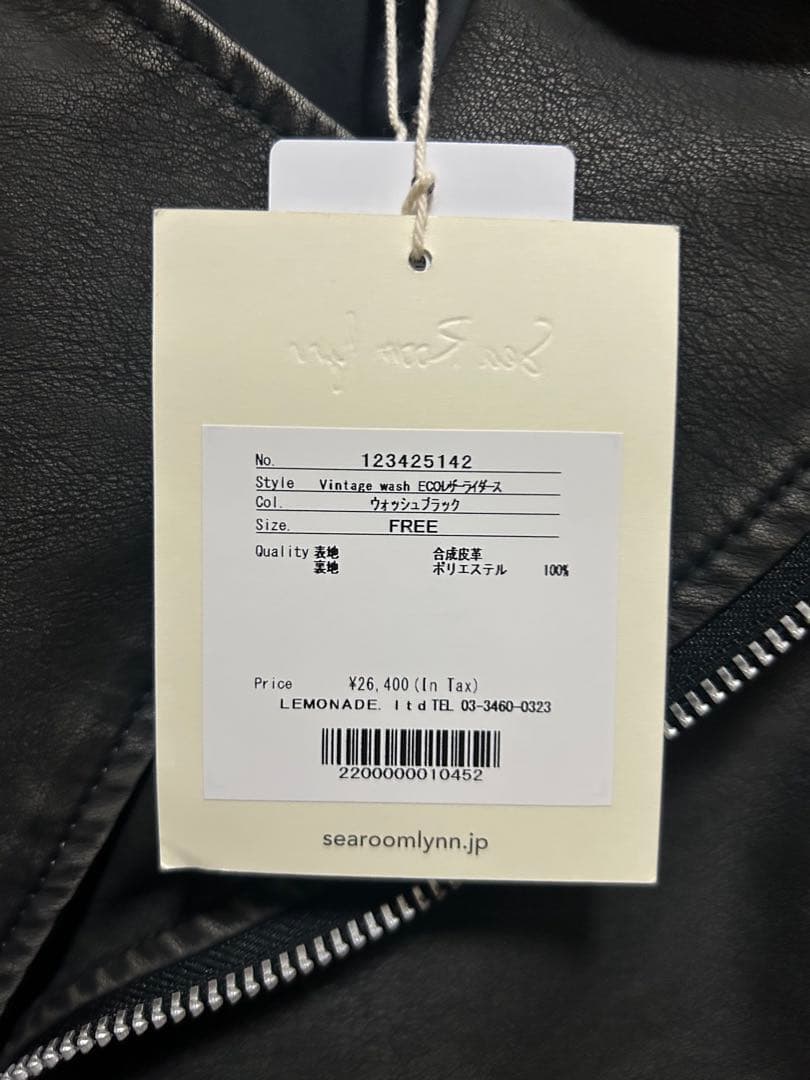 Sea Room lynn
No. 123425142
Style Vintage wash ECOレザーライダース
Col. ウォッシュブラック
Size. FREE
Quality 表地 合成皮革
裏地 ポリエステル 100%
Price ¥26,400(In Tax)
LEMONADE. ltd TEL 03-3460-0323
2200000010452
searoomlynn.jp